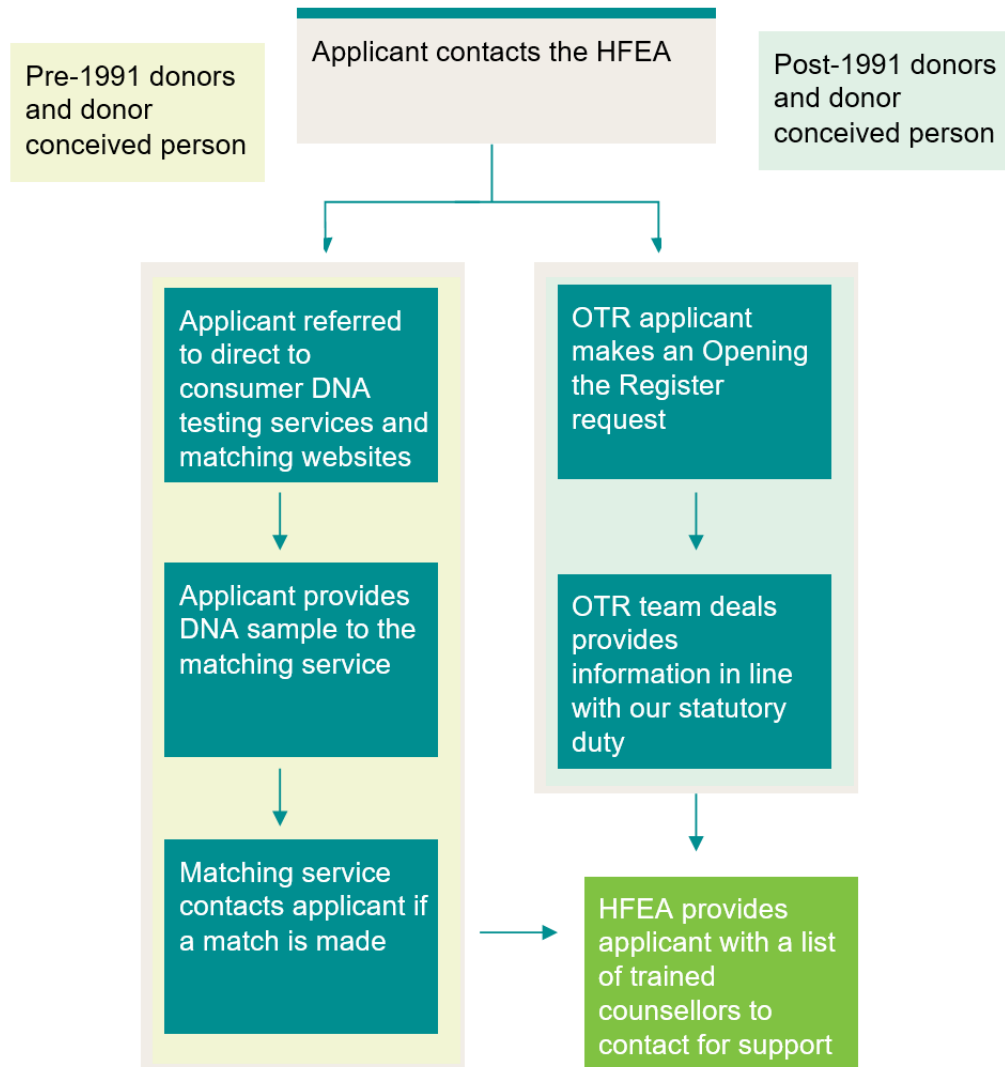 Applicant contacts the HFEA
Pre-1991 donors
and donor
conceived person
Post-1991 donors
and donor
conceived person
Applicant referred
to direct to
consumer DNA
testing services and
matching websites
Applicant provides
DNA sample to the
matching service
Matching service
contacts applicant if
a match is made
OTR applicant
makes an Opening
the Register
request
OTR team deals
provides
information in line
with our statutory
duty
HFEA provides
applicant with a list
of trained
counsellors to
contact for support